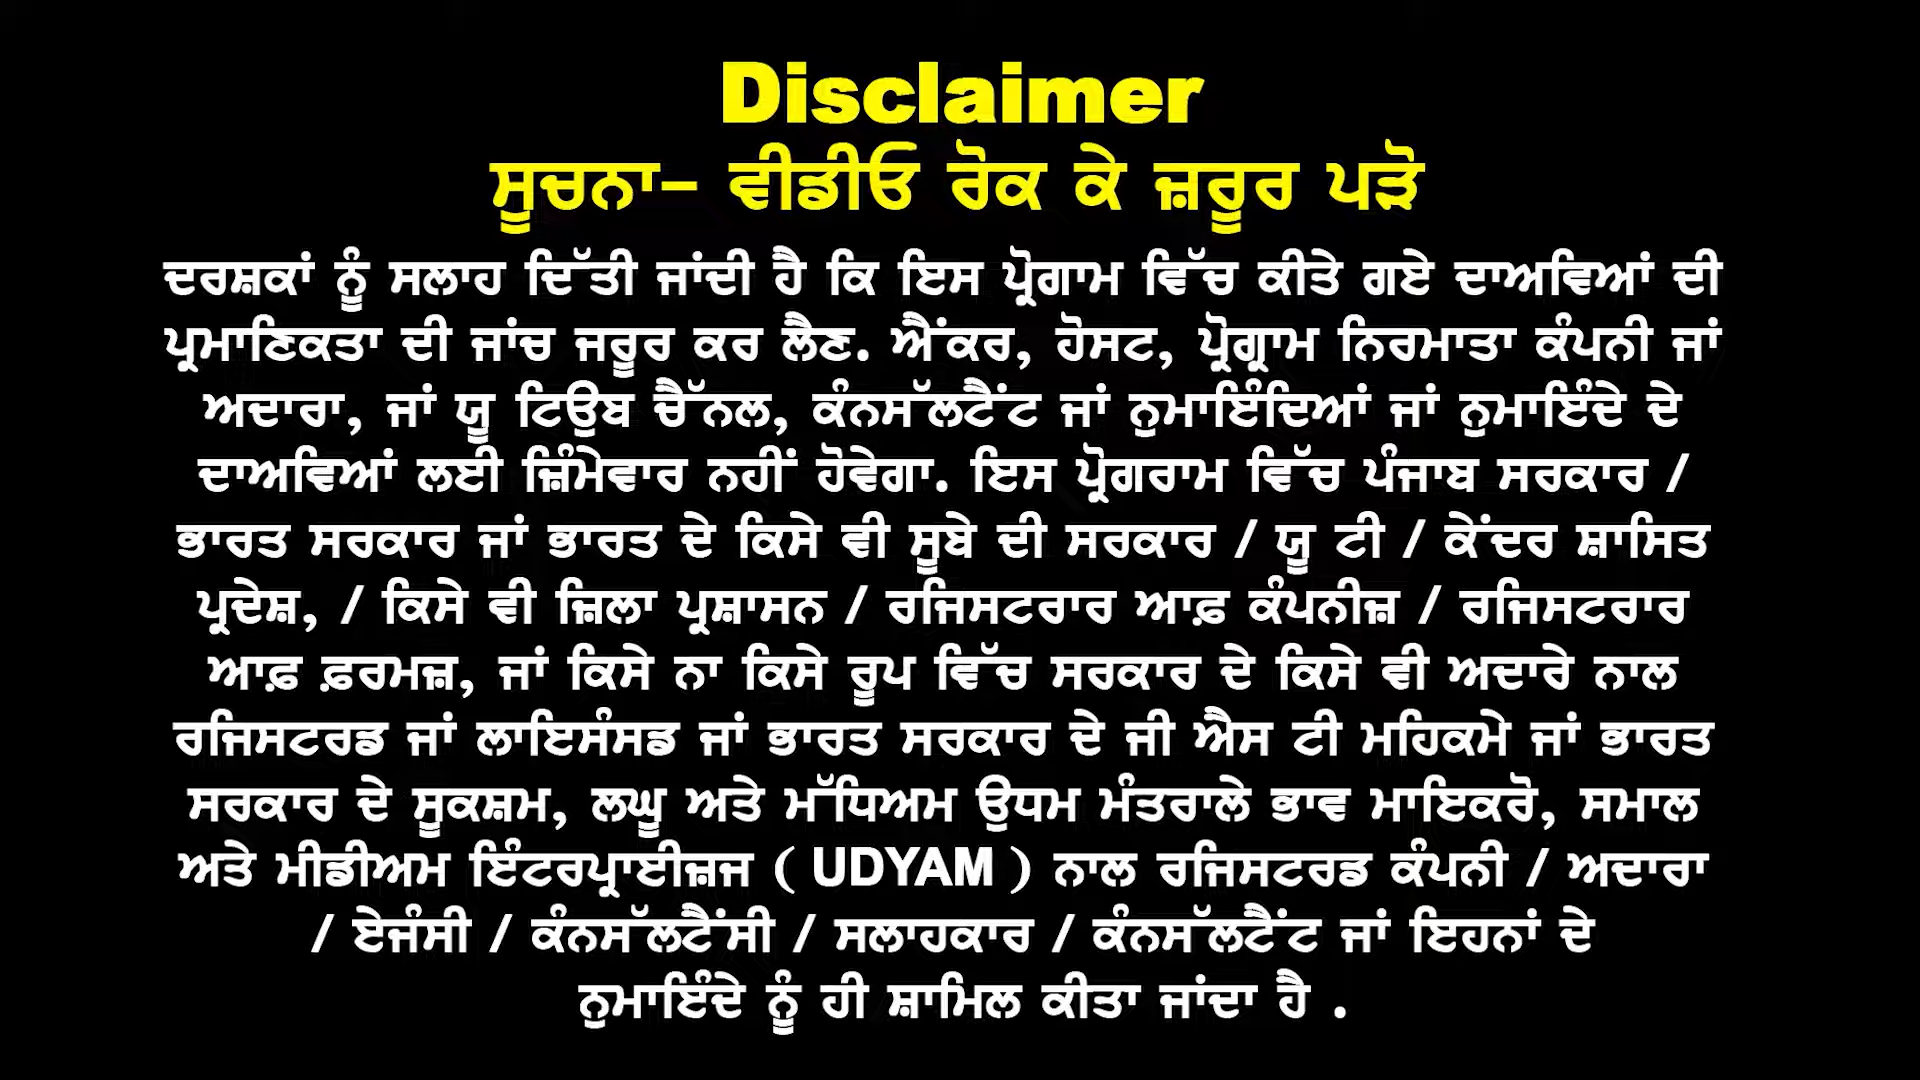 Disclaimer
ਸੂਚਨਾ- ਵੀਡੀਓ ਰੋਕ ਕੇ ਜ਼ਰੂਰ ਪੜੋ
ਦਰਸ਼ਕਾਂ ਨੂੰ ਸਲਾਹ ਦਿੱਤੀ ਜਾਂਦੀ ਹੈ ਕਿ ਇਸ ਪ੍ਰੋਗਾਮ ਵਿੱਚ ਕੀਤੇ ਗਏ ਦਾਅਵਿਆਂ ਦੀ
ਪ੍ਰਮਾਣਿਕਤਾ ਦੀ ਜਾਂਚ ਜਰੂਰ ਕਰ ਲੈਣ. ਐਂਕਰ, ਹੋਸਟ, ਪ੍ਰੋਗ੍ਰਾਮ ਨਿਰਮਾਤਾ ਕੰਪਨੀ ਜਾਂ
ਅਦਾਰਾ, ਜਾਂ ਯੂ ਟਿਊਬ ਚੈੱਨਲ, ਕੰਨਸੱਲਟੈਂਟ ਜਾਂ ਨੁਮਾਇੰਦਿਆਂ ਜਾਂ ਨੁਮਾਇੰਦੇ ਦੇ
ਦਾਅਵਿਆਂ ਲਈ ਜ਼ਿੰਮੇਵਾਰ ਨਹੀਂ ਹੋਵੇਗਾ. ਇਸ ਪ੍ਰੋਗਰਾਮ ਵਿੱਚ ਪੰਜਾਬ ਸਰਕਾਰ /
ਭਾਰਤ ਸਰਕਾਰ ਜਾਂ ਭਾਰਤ ਦੇ ਕਿਸੇ ਵੀ ਸੂਬੇ ਦੀ ਸਰਕਾਰ / ਯੂ ਟੀ / ਕੇਂਦਰ ਸ਼ਾਸਿਤ
ਪ੍ਰਦੇਸ਼, / ਕਿਸੇ ਵੀ ਜ਼ਿਲਾ ਪ੍ਰਸ਼ਾਸਨ / ਰਜਿਸਟਰਾਰ ਆਫ਼ ਕੰਪਨੀਜ਼ / ਰਜਿਸਟਰਾਰ
ਆਫ਼ ਫ਼ਰਮਜ਼, ਜਾਂ ਕਿਸੇ ਨਾ ਕਿਸੇ ਰੂਪ ਵਿੱਚ ਸਰਕਾਰ ਦੇ ਕਿਸੇ ਵੀ ਅਦਾਰੇ ਨਾਲ
ਰਜਿਸਟਰਡ ਜਾਂ ਲਾਇਸੰਸਡ ਜਾਂ ਭਾਰਤ ਸਰਕਾਰ ਦੇ ਜੀ ਐਸ ਟੀ ਮਹਿਕਮੇ ਜਾਂ ਭਾਰਤ
ਸਰਕਾਰ ਦੇ ਸੂਕਸ਼ਮ, ਲਘੂ ਅਤੇ ਮੱਧਿਅਮ ਉਧਮ ਮੰਤਰਾਲੇ ਭਾਵ ਮਾਇਕਰੋ, ਸਮਾਲ
ਅਤੇ ਮੀਡੀਅਮ ਇੰਟਰਪ੍ਰਾਈਜ਼ਜ ( UDYAM ) ਨਾਲ ਰਜਿਸਟਰਡ ਕੰਪਨੀ / ਅਦਾਰਾ
/ ਏਜੰਸੀ / ਕੰਨਸੱਲਟੈਂਸੀ / ਸਲਾਹਕਾਰ / ਕੰਨਸੱਲਟੈਂਟ ਜਾਂ ਇਹਨਾਂ ਦੇ
ਨੁਮਾਇੰਦੇ ਨੂੰ ਹੀ ਸ਼ਾਮਿਲ ਕੀਤਾ ਜਾਂਦਾ ਹੈ .